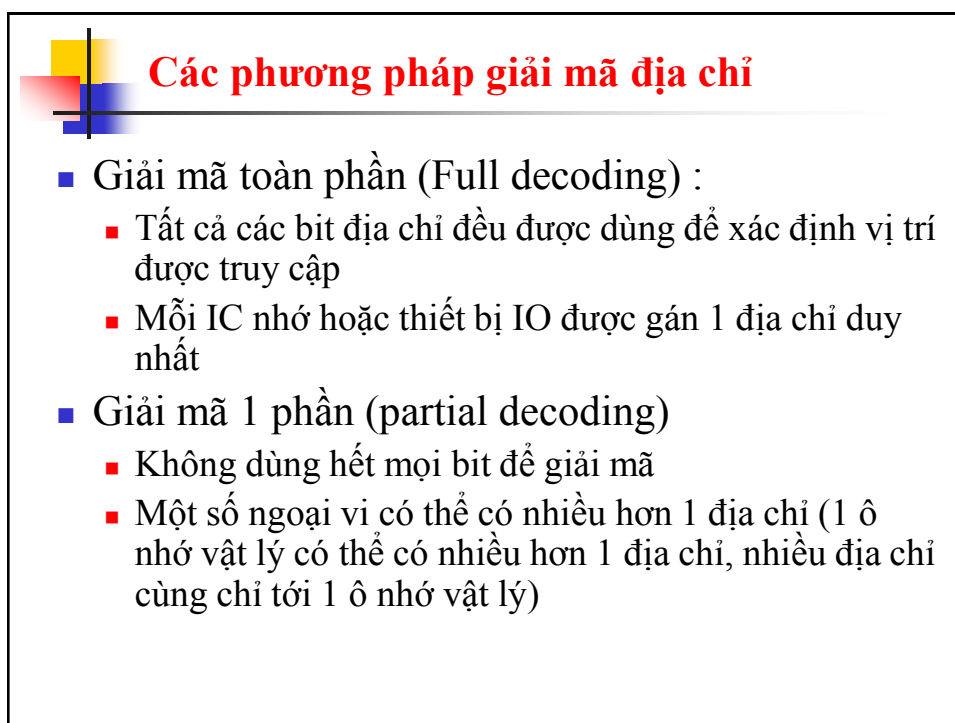 Các phương pháp giải mã địa chỉ
Giải mã toàn phần (Full decoding) :
Tất cả các bit địa chỉ đều được dùng để xác định vị trí
được truy cập
Mỗi IC nhớ hoặc thiết bị IO được gán 1 địa chỉ duy
nhất
Giải mã 1 phần (partial decoding)
Không dùng hết mọi bit để giải mã
Một số ngoại vi có thể có nhiều hơn 1 địa chỉ (1 ô
nhớ vật lý có thể có nhiều hơn 1 địa chỉ, nhiều địa chỉ
cùng chỉ tới 1 ô nhớ vật lý)